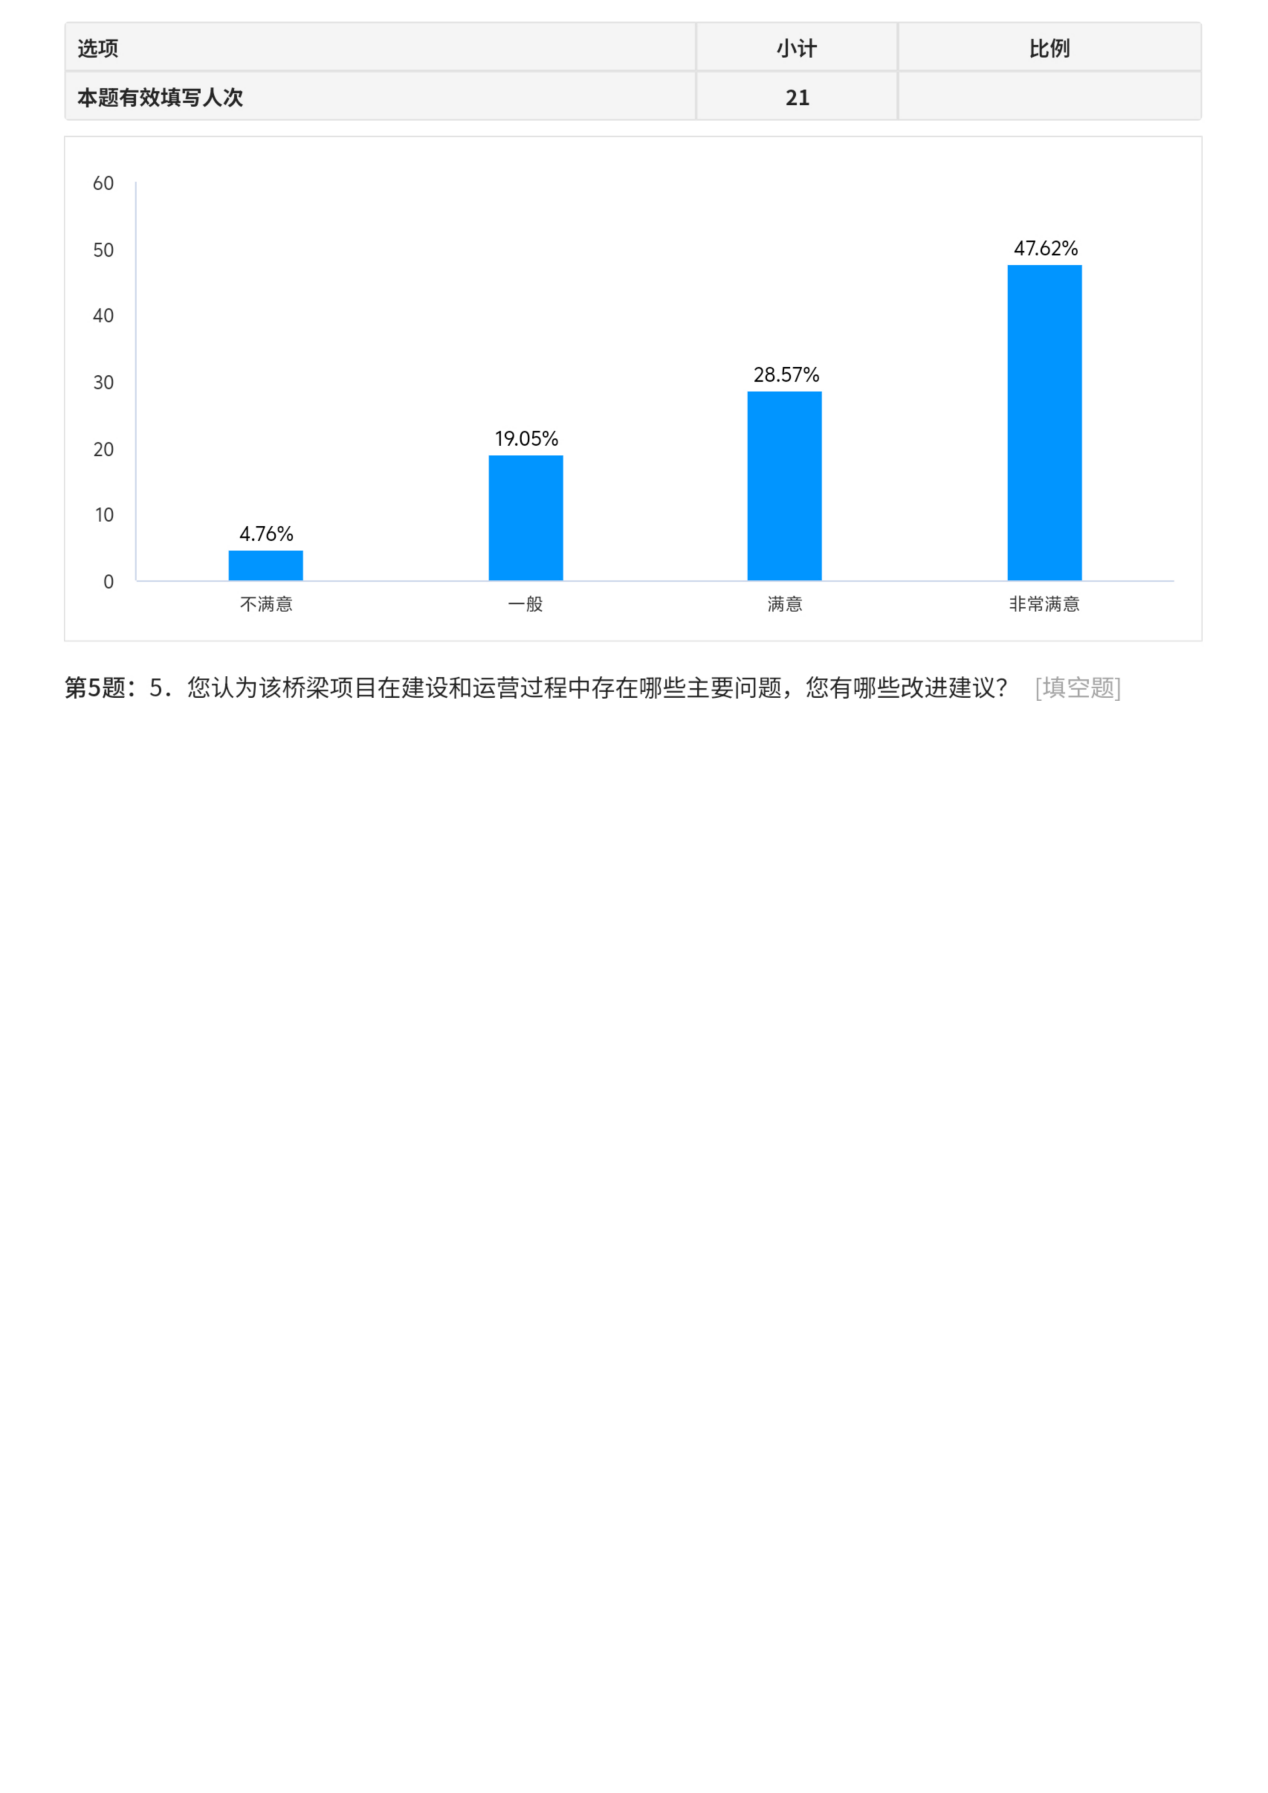 选项 小计 比例
本题有效填写人次 21
60
50
40
30
20
10
0
4.76%
19.05%
28.57%
47.62%
不满意 一般 满意 非常满意
第5题：5．您认为该桥梁项目在建设和运营过程中存在哪些主要问题，您有哪些改进建议？ [填空题]